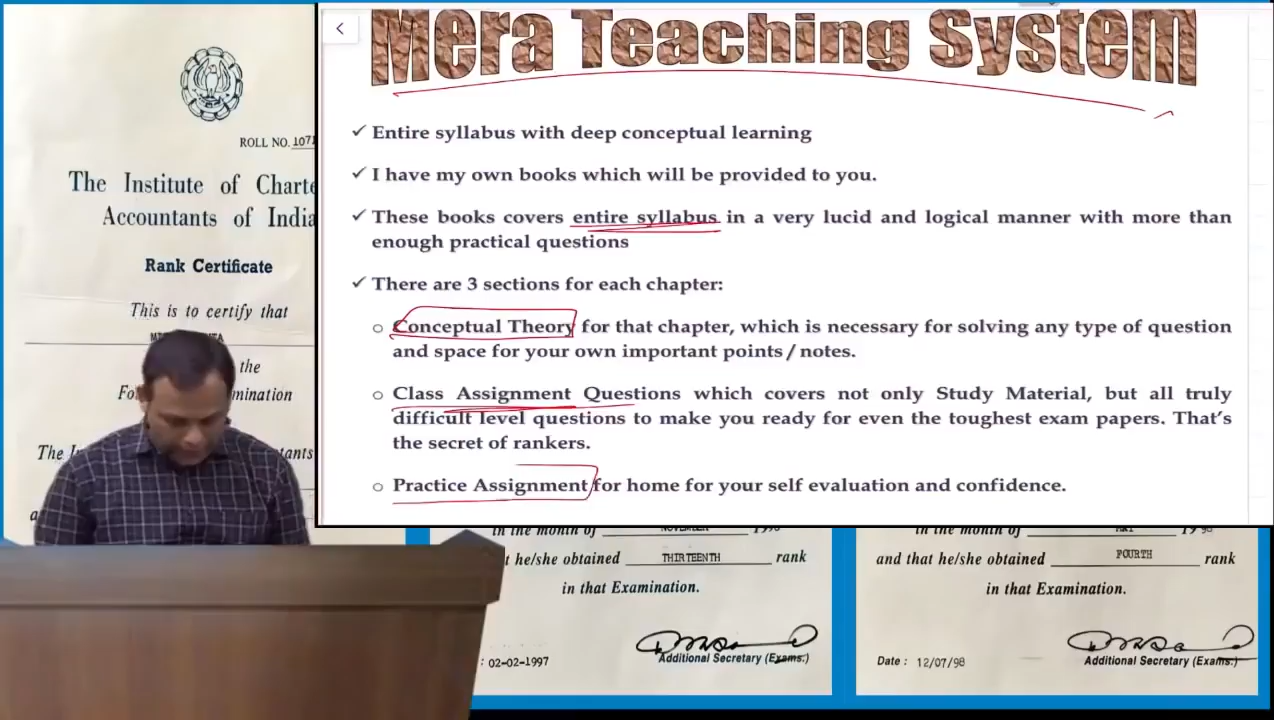 Mera Teaching System
✓ Entire syllabus with deep conceptual learning
✓ I have my own books which will be provided to you.
✓ These books covers entire syllabus in a very lucid and logical manner with more than
enough practical questions
✓ There are 3 sections for each chapter:
o Conceptual Theory for that chapter, which is necessary for solving any type of question
and space for your own important points / notes.
o Class Assignment Questions which covers not only Study Material, but all truly
difficult level questions to make you ready for even the toughest exam papers. That's
the secret of rankers.
o Practice Assignment for home for your self evaluation and confidence.
ROLL NO. 1071
The Institute of Charte
Accountants of India
Rank Certificate
This is to certify that
the
mination
The
tants
in the month of NOVEMBER
t he/she obtained THIRTEENTH rank
in that Examination.
: 02-02-1997
Additional Secretary (Exams.)
in the month of MAY 1998
and that he/she obtained FOURTH rank
in that Examination.
Date : 12/07/98
Additional Secretary (Exams.)